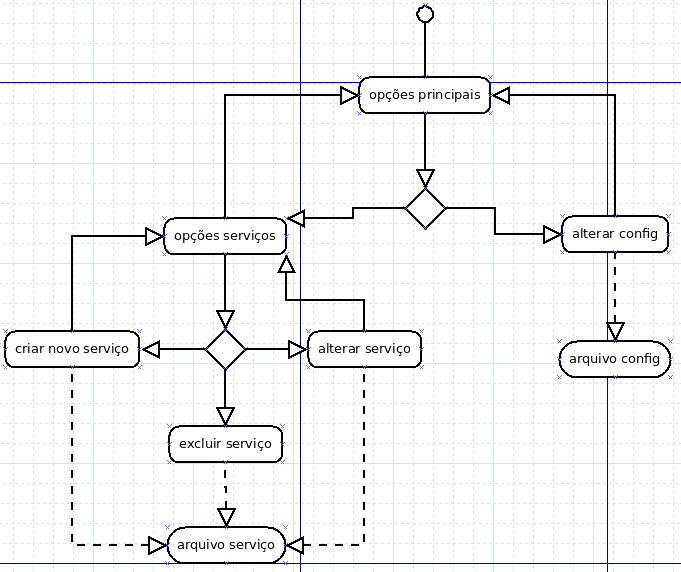 opções principais
opções serviços
alterar config
criar novo serviço
alterar serviço
arquivo config
excluir serviço
arquivo serviço